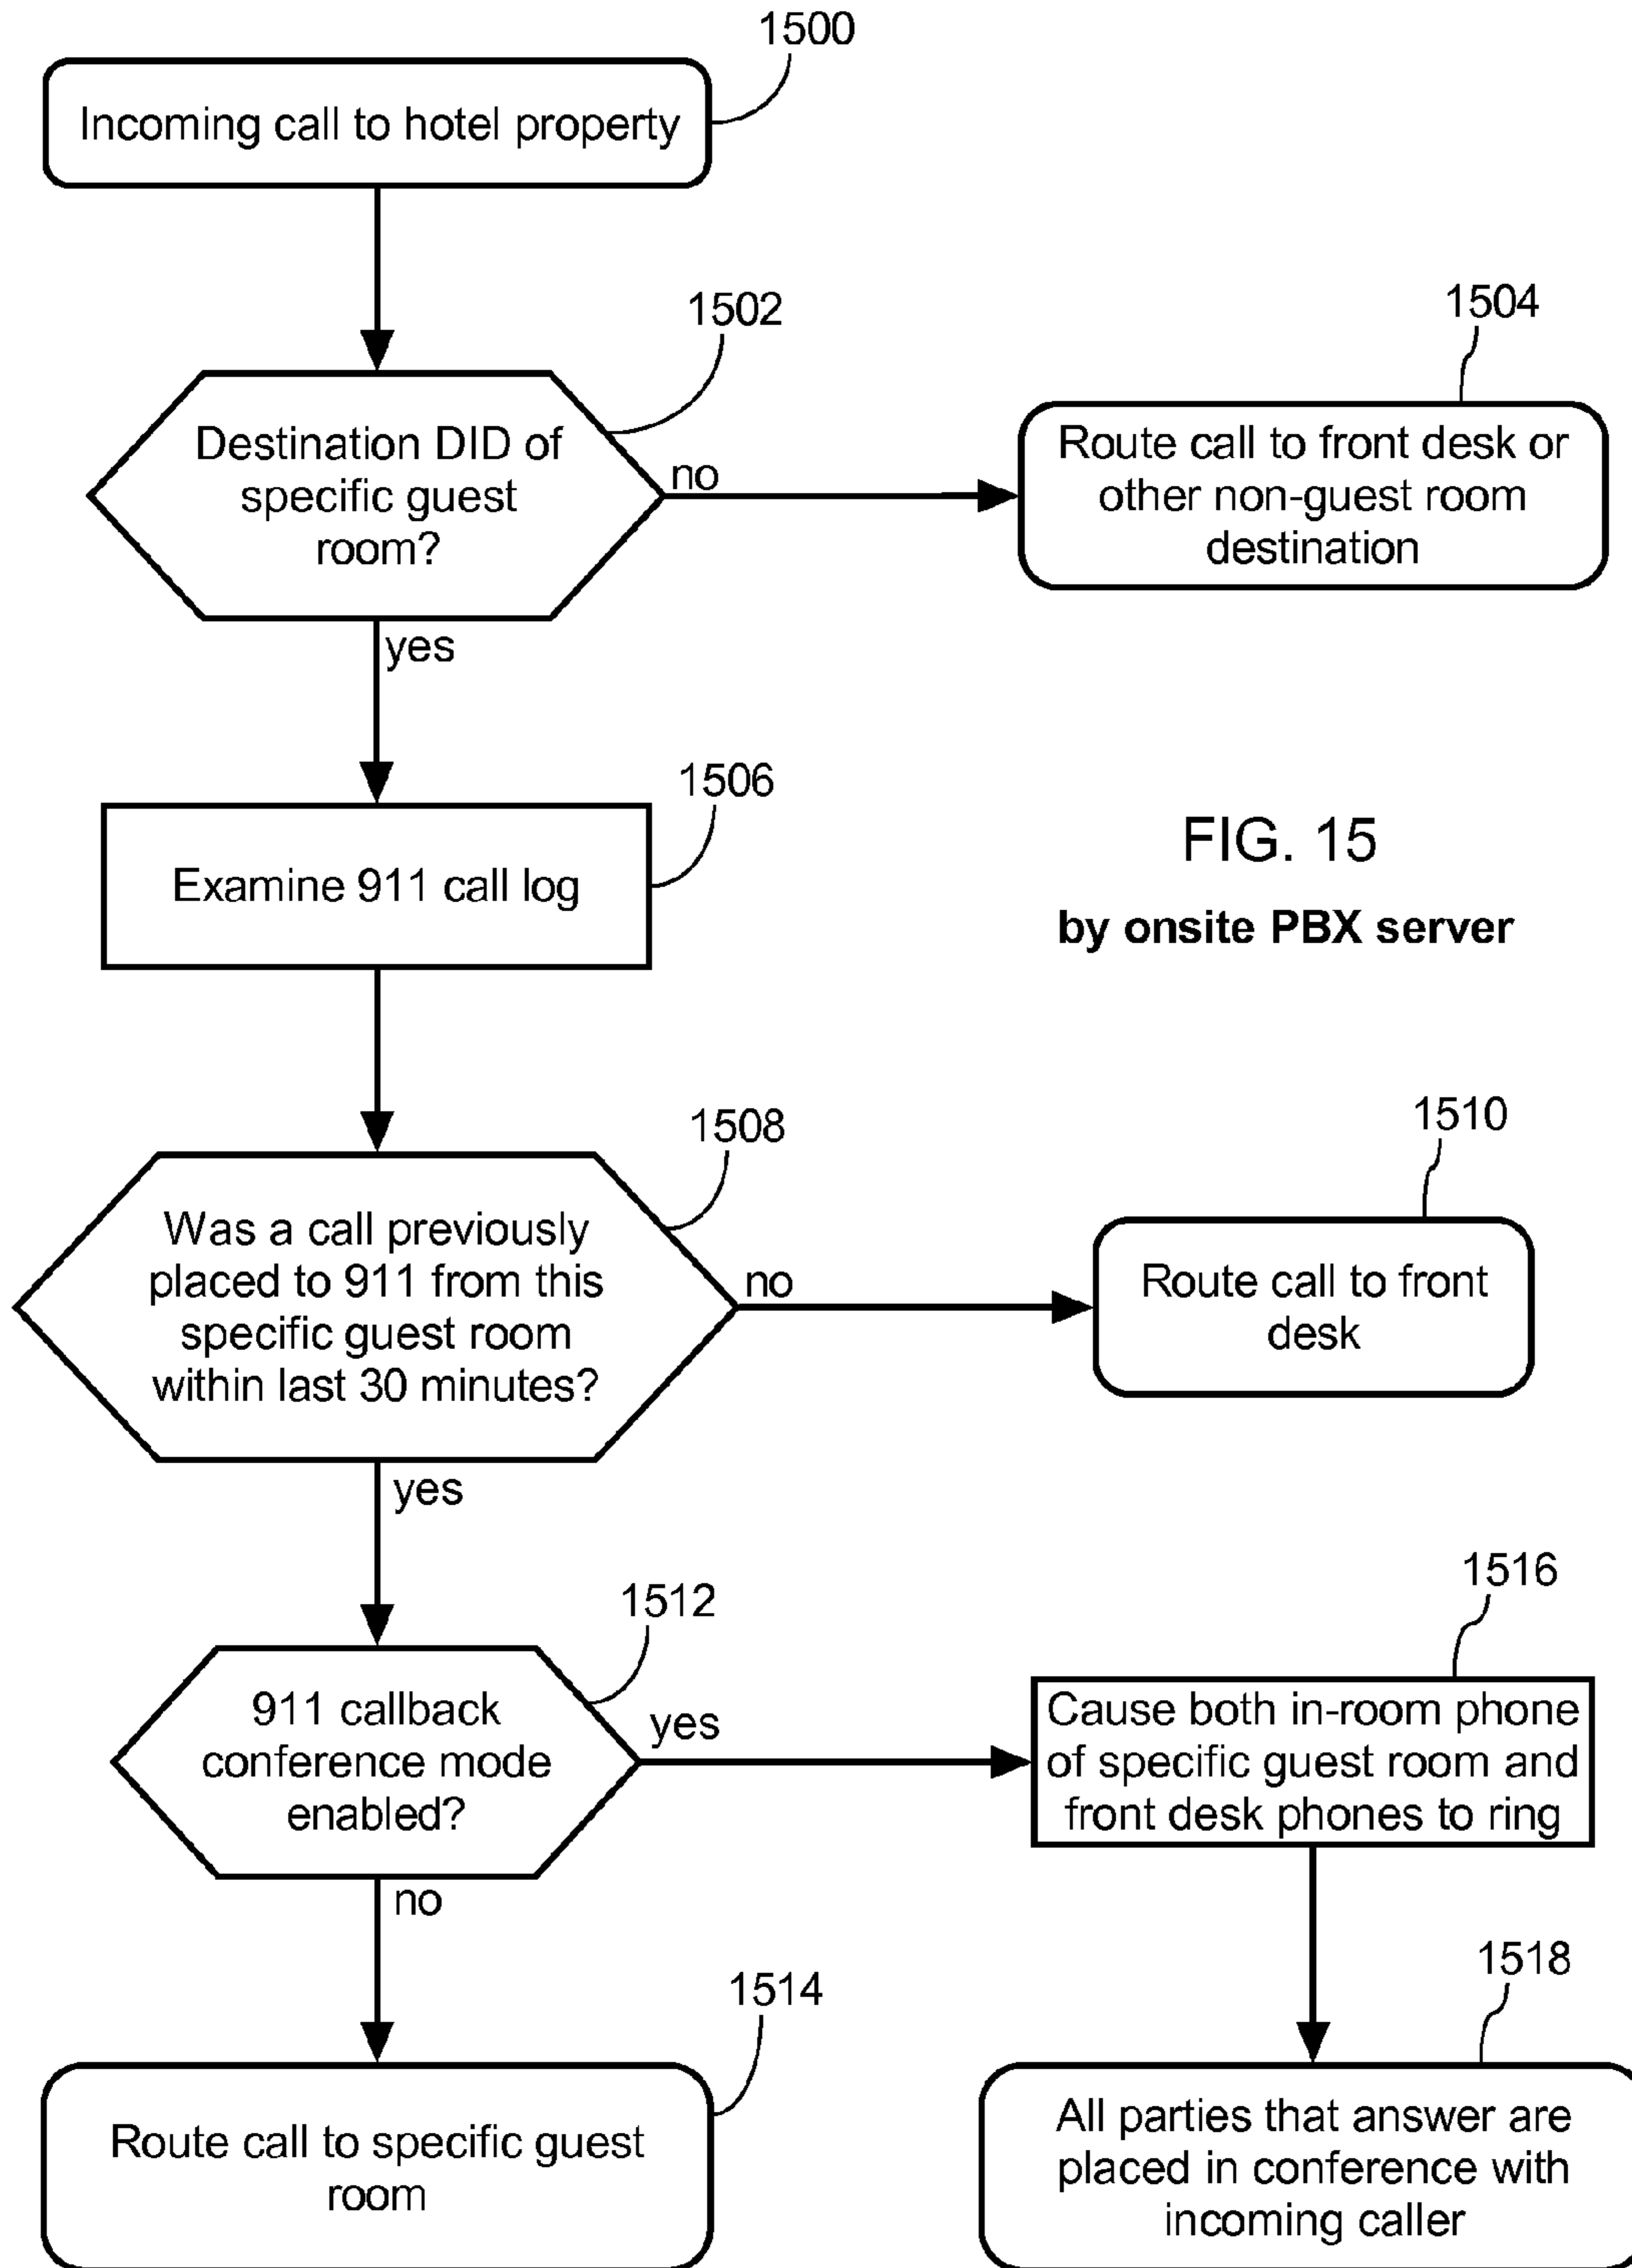 1500
Incoming call to hotel property
1502
Destination DID of
specific guest
room?
no
yes
1504
Route call to front desk or
other non-guest room
destination
1506
Examine 911 call log
FIG. 15
by onsite PBX server
1508
Was a call previously
placed to 911 from this
specific guest room
within last 30 minutes?
no
yes
1510
Route call to front
desk
1512
911 callback
conference mode
enabled?
yes
no
1516
Cause both in-room phone
of specific guest room and
front desk phones to ring
1514
Route call to specific guest
room
1518
All parties that answer are
placed in conference with
incoming caller